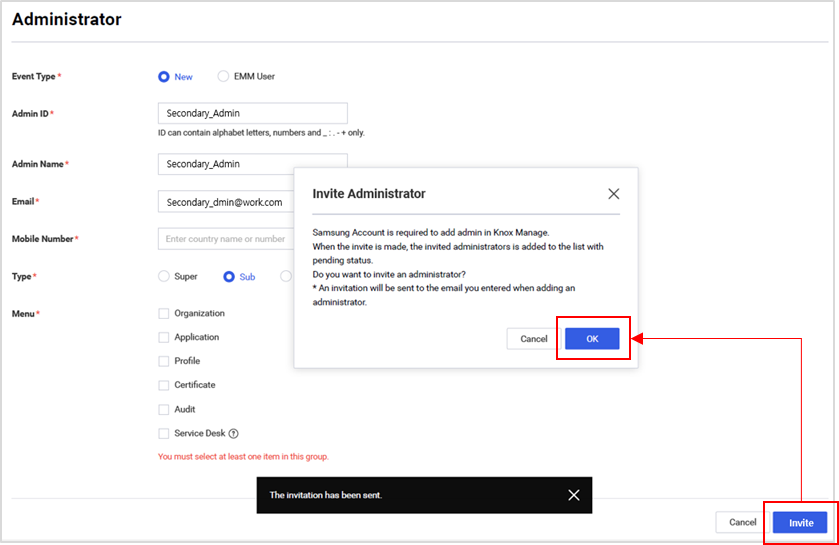 Administrator
Event Type *
New
EMM User
Admin ID *
Secondary_Admin
ID can contain alphabet letters, numbers and _ : . - + only.
Admin Name *
Secondary_Admin
Email *
Secondary_dmin@work.com
Mobile Number *
Enter country name or number
Type *
Super
Sub
Menu *
Organization
Application
Profile
Certificate
Audit
Service Desk ?
You must select at least one item in this group.
Invite Administrator
Samsung Account is required to add admin in Knox Manage.
When the invite is made, the invited administrators is added to the list with
pending status.
Do you want to invite an administrator?
* An invitation will be sent to the email you entered when adding an
administrator.
Cancel
OK
The invitation has been sent.
Cancel
Invite